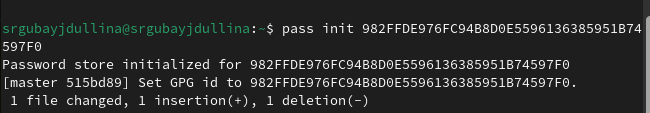 srgubayjdullina@srgubayjdullina:~$ pass init 982FFDE976FC94B8D0E5596136385951B74
597F0
Password store initialized for 982FFDE976FC94B8D0E5596136385951B74597F0
[master 515bd89] Set GPG id to 982FFDE976FC94B8D0E5596136385951B74597F0.
 1 file changed, 1 insertion(+), 1 deletion(-)